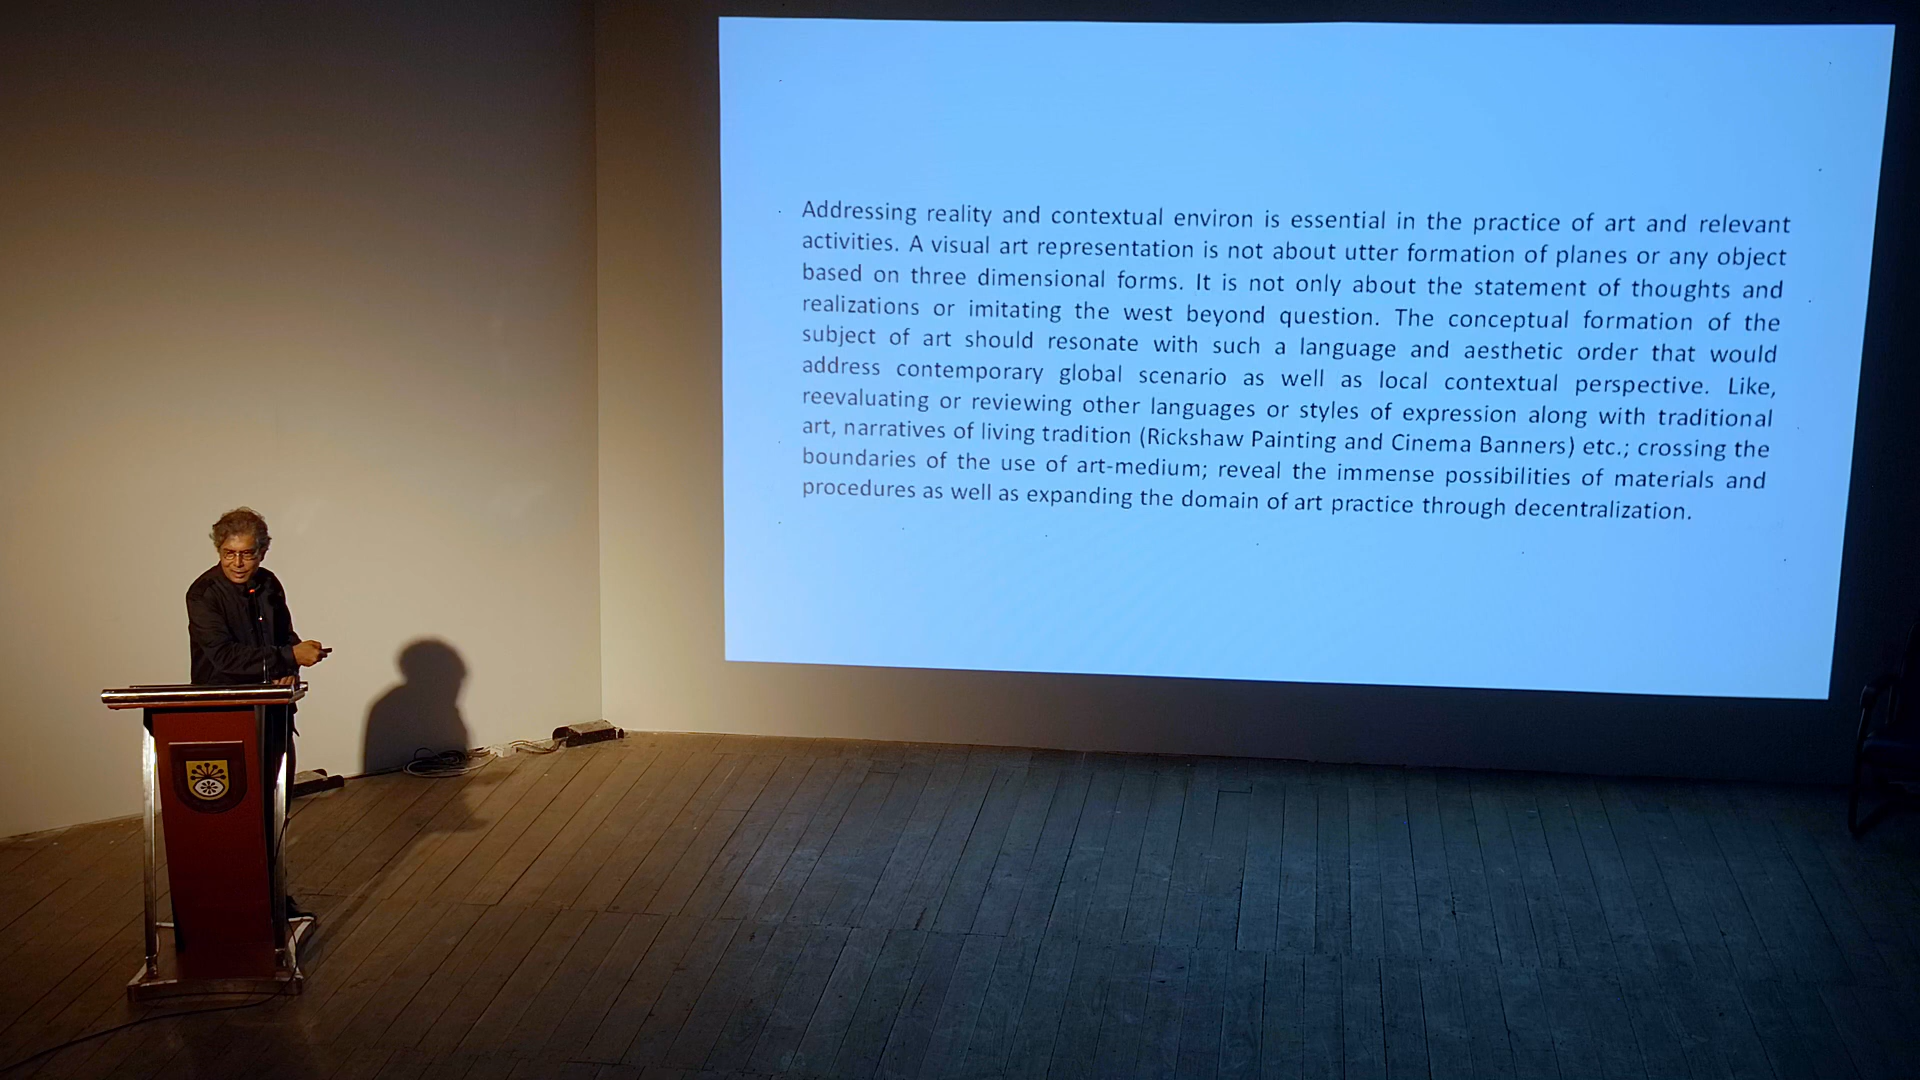 Addressing reality and contextual environ is essential in the practice of art and relevant
activities. A visual art representation is not about utter formation of planes or any object
based on three dimensional forms. It is not only about the statement of thoughts and
realizations or imitating the west beyond question. The conceptual formation of the
subject of art should resonate with such a language and aesthetic order that would
address contemporary global scenario as well as local contextual perspective. Like,
reevaluating or reviewing other languages or styles of expression along with traditional
art, narratives of living tradition (Rickshaw Painting and Cinema Banners) etc.; crossing the
boundaries of the use of art-medium; reveal the immense possibilities of materials and
procedures as well as expanding the domain of art practice through decentralization.